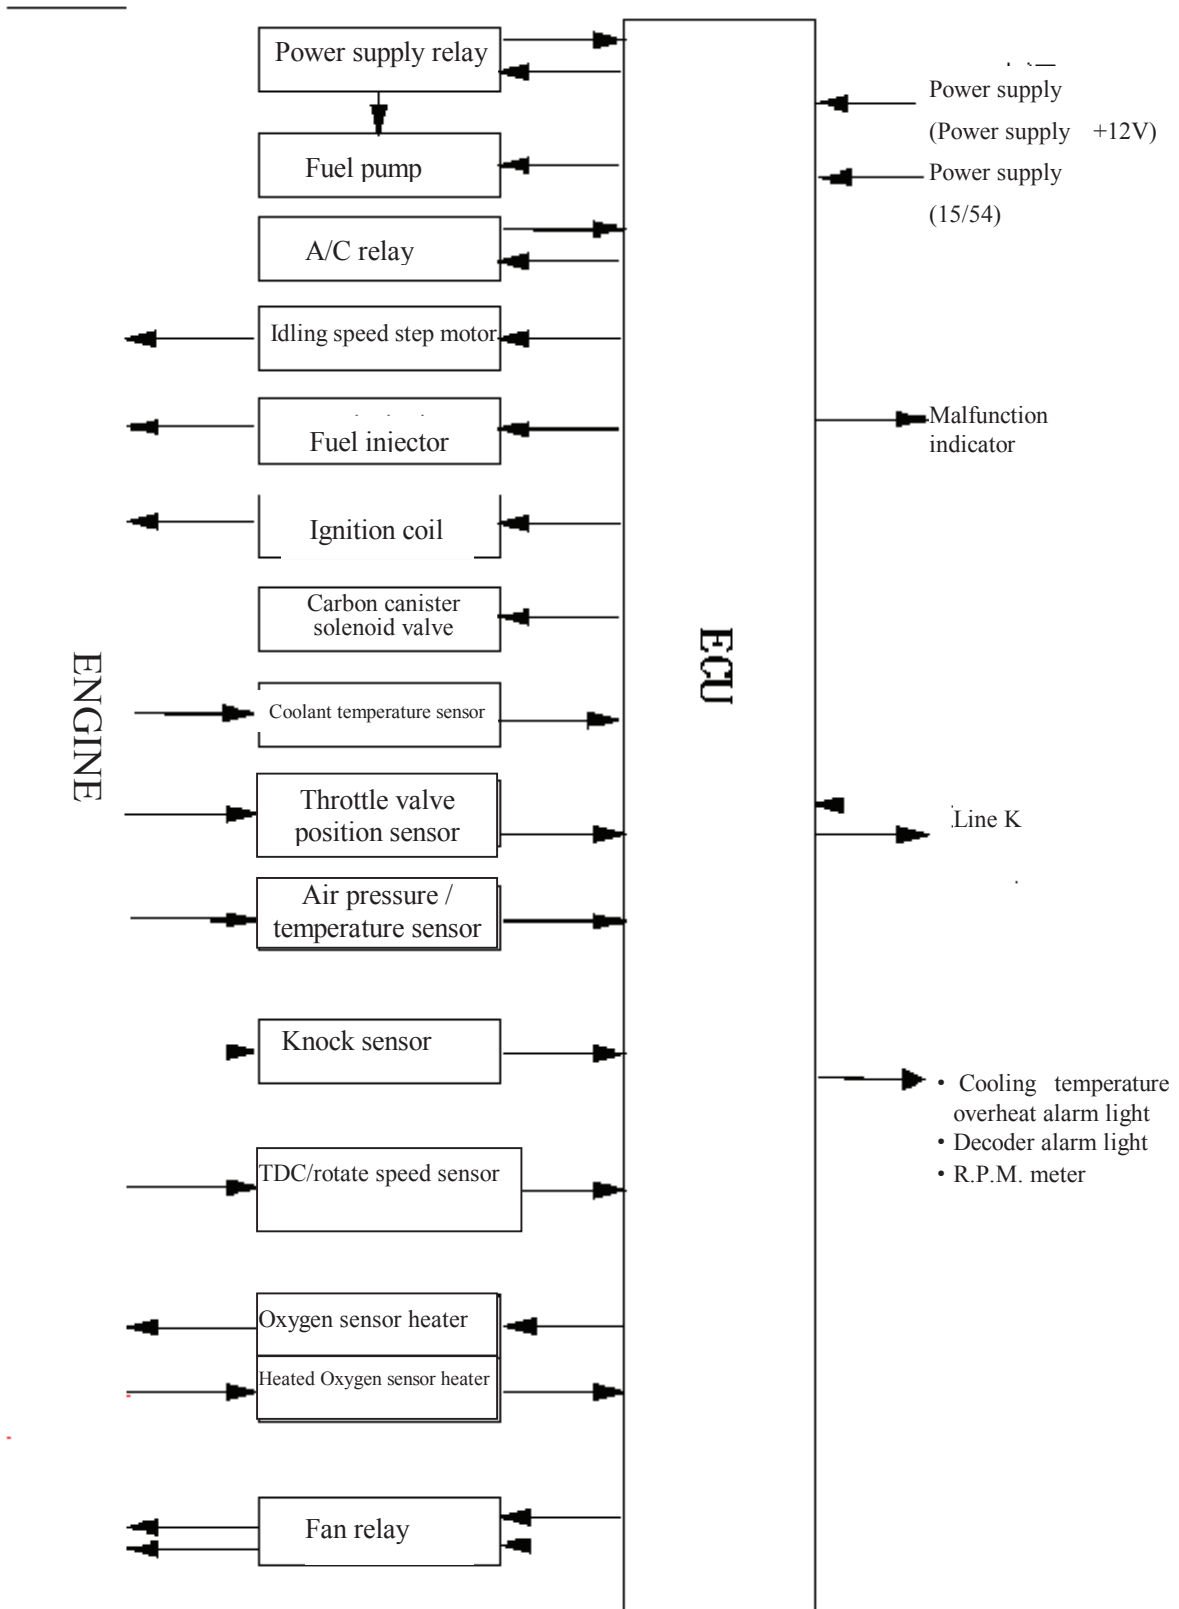 Power supply relay
Fuel pump
A/C relay
Idling speed step motor
Fuel injector
Ignition coil
Carbon canister
solenoid valve
Coolant temperature sensor
Throttle valve
position sensor
Air pressure /
temperature sensor
Knock sensor
TDC/rotate speed sensor
Oxygen sensor heater
Heated Oxygen sensor heater
Fan relay
ENGINE
ECU
Power supply
(Power supply +12V)
Power supply
(15/54)
Malfunction
indicator
Line K
• Cooling temperature
overheat alarm light
• Decoder alarm light
• R.P.M. meter